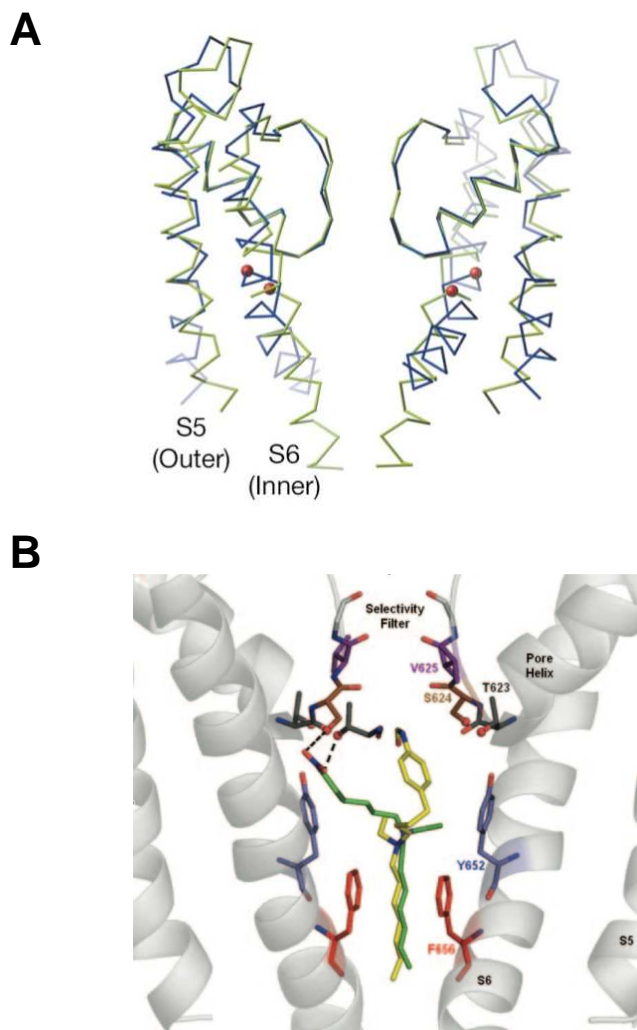 A
S5
(Outer)
S6
(Inner)
B
Selectivity
Filter
Pore
Helix
V625
T623
S624
Y652
F656
S5
S6